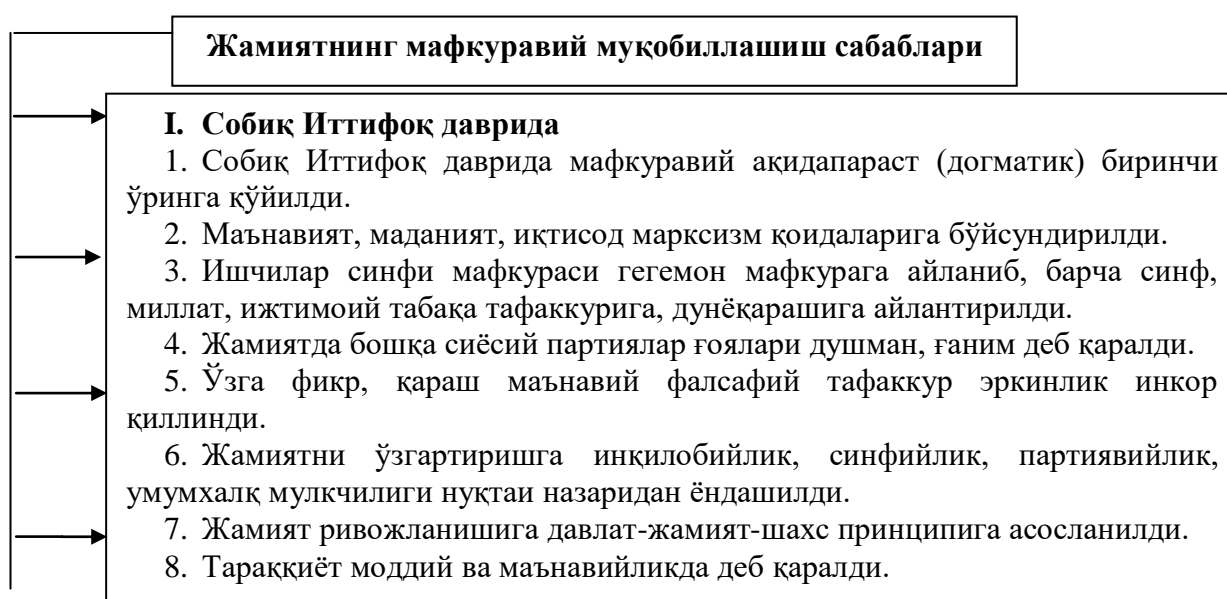 Жамиятнинг мафкуравий муқобиллашиш сабаблари
I. Собиқ Иттифоқ даврида
1. Собиқ Иттифоқ даврида мафкуравий ақидапараст (догматик) биринчи
ўринга қўйилди.
2. Маънавият, маданият, иқтисод марксизм қоидаларига бўйсундирилди.
3. Ишчилар синфи мафкураси гегемон мафкурага айланиб, барча синф,
миллат, ижтимоий табақа тафаккурига, дунёқарашига айлантирилди.
4. Жамиятда бошқа сиёсий партиялар ғоялари душман, ғаним деб қаралди.
5. Ўзга фикр, қараш маънавий фалсафий тафаккур эркинлик инкор
қиллинди.
6. Жамиятни ўзгартиришга инқилобийлик, синфийлик, партиявийлик,
умумхалқ мулкчилиги нуқтаи назаридан ёндашилди.
7. Жамият ривожланишига давлат-жамият-шахс принципига асосланилди.
8. Тараққиёт моддий ва маънавийликда деб қаралди.